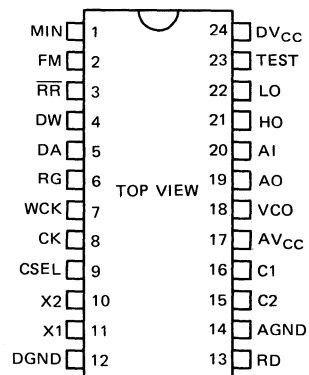 MIN 1 24 DVCC
FM 2 23 TEST
R̅R̅ 3 22 LO
DW 4 21 HO
DA 5 20 AI
RG 6 19 AO
TOP VIEW
WCK 7 18 VCO
CK 8 17 AVCC
CSEL 9 16 C1
X2 10 15 C2
X1 11 14 AGND
DGND 12 13 RD